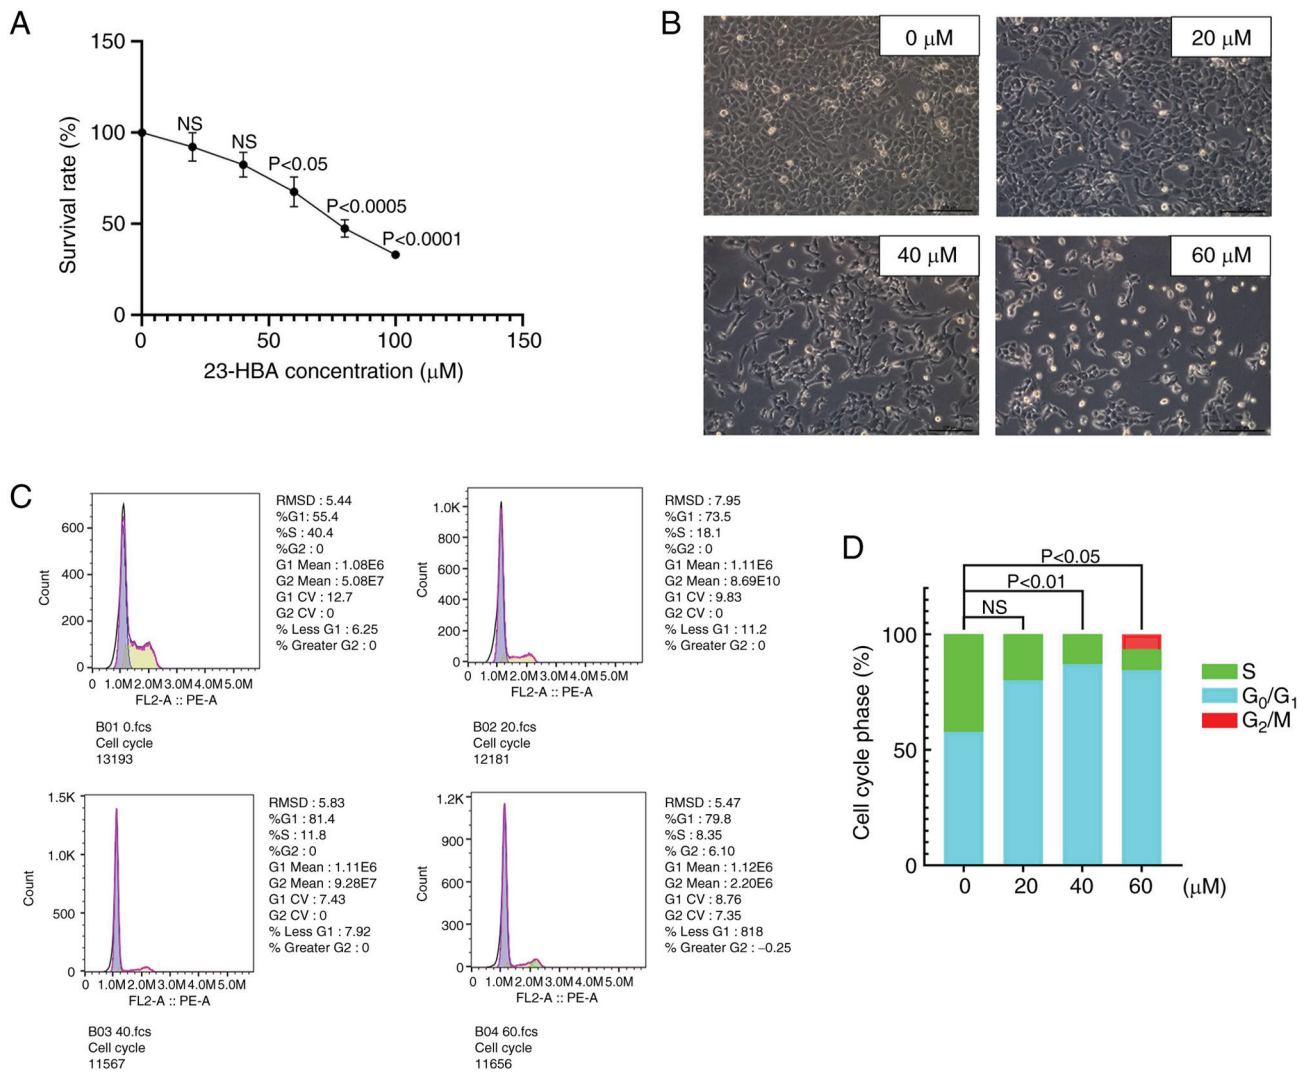 A
150
100
50
0
Survival rate (%)
NS
NS
P<0.05
P<0.0005
P<0.0001
0
50
100
150
23-HBA concentration (μM)
B
0 μM
20 μM
40 μM
60 μM
C
600
400
200
0
Count
0 1.0M 2.0M 3.0M 4.0M 5.0M
FL2-A :: PE-A
B01 0.fcs
Cell cycle
13193
RMSD : 5.44
%G1: 55.4
%S : 40.4
%G2 : 0
G1 Mean : 1.08E6
G2 Mean : 5.08E7
G1 CV : 12.7
G2 CV : 0
% Less G1 : 6.25
% Greater G2 : 0
1.0K
800
600
400
200
0
Count
0 1.0M 2.0M 3.0M 4.0M 5.0M
FL2-A :: PE-A
B02 20.fcs
Cell cycle
12181
RMSD : 7.95
%G1 : 73.5
%S : 18.1
%G2 : 0
G1 Mean : 1.11E6
G2 Mean : 8.69E10
G1 CV : 9.83
G2 CV : 0
% Less G1 : 11.2
% Greater G2 : 0
1.5K
1.0K
500
0
Count
0 1.0M 2.0M 3.0M 4.0M 5.0M
FL2-A :: PE-A
B03 40.fcs
Cell cycle
11567
RMSD : 5.83
%G1 : 81.4
%S : 11.8
%G2 : 0
G1 Mean : 1.11E6
G2 Mean : 9.28E7
G1 CV : 7.43
G2 CV : 0
% Less G1 : 7.92
% Greater G2 : 0
1.2K
900
600
300
0
Count
0 1.0M 2.0M 3.0M 4.0M 5.0M
FL2-A :: PE-A
B04 60.fcs
Cell cycle
11656
RMSD : 5.47
%G1 : 79.8
%S : 8.35
% G2 : 6.10
G1 Mean : 1.12E6
G2 Mean : 2.20E6
G1 CV : 8.76
G2 CV : 7.35
% Less G1 : 818
% Greater G2 : –0.25
D
P<0.05
P<0.01
NS
100
50
0
Cell cycle phase (%)
0
20
40
60
(μM)
S
G0/G1
G2/M